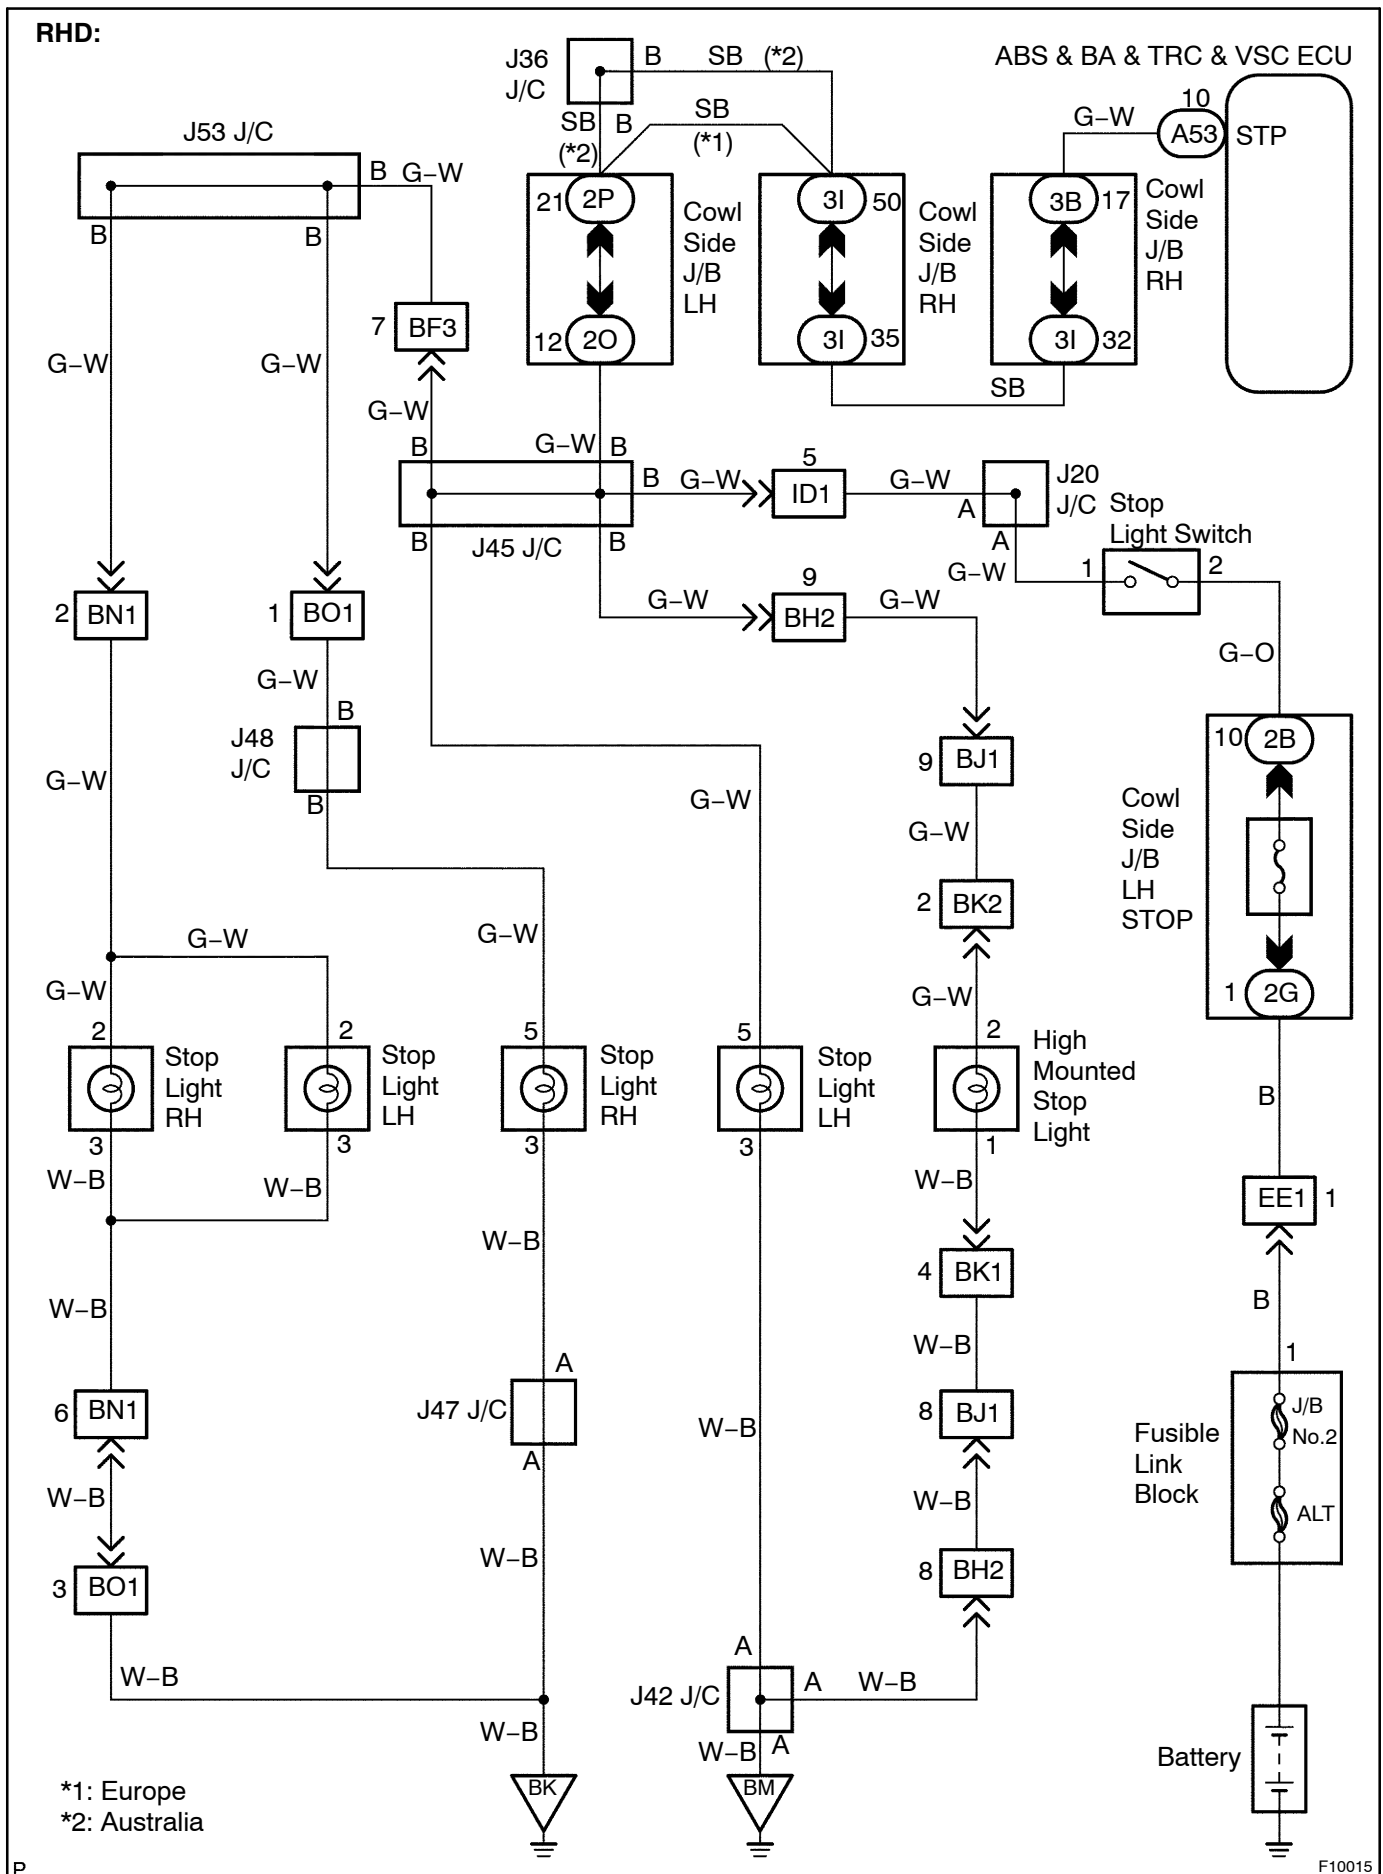 RHD:
J36
J/C
B
SB
(*2)
ABS & BA & TRC & VSC ECU
SB
(*2)
B
SB
(*1)
G–W
10
A53
STP
J53 J/C
B
G–W
B
B
21
2P
12
2O
Cowl
Side
J/B
LH
3I
50
3I
35
Cowl
Side
J/B
RH
3B
17
3I
32
Cowl
Side
J/B
RH
SB
7
BF3
G–W
G–W
G–W
B
G–W
B
B
G–W
5
ID1
G–W
A
J20
J/C
A
G–W
Stop
Light Switch
1
2
B
J45 J/C
B
G–W
9
BH2
G–W
G–O
2
BN1
1
BO1
G–W
B
J48
J/C
B
G–W
G–W
9
BJ1
G–W
2
BK2
G–W
10
2B
Cowl
Side
J/B
LH
STOP
1
2G
G–W
G–W
G–W
2
Stop
Light
RH
3
2
Stop
Light
LH
3
5
Stop
Light
RH
3
5
Stop
Light
LH
3
2
High
Mounted
Stop
Light
1
B
W–B
W–B
W–B
W–B
EE1
1
4
BK1
B
W–B
W–B
A
J47 J/C
A
1
J/B
No.2
ALT
Fusible
Link
Block
6
BN1
W–B
8
BJ1
W–B
W–B
W–B
8
BH2
3
BO1
W–B
A
J42 J/C
A
W–B
A
W–B
W–B
Battery
BK
BM
*1: Europe
*2: Australia
P
F10015